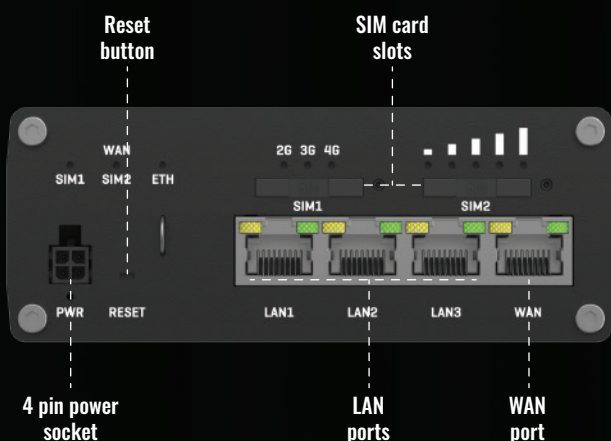 Reset
button
SIM card
slots
WAN
SIM1 SIM2 ETH
2G 3G 4G
SIM1
SIM2
PWR RESET
LAN1 LAN2 LAN3 WAN
4 pin power
socket
LAN
ports
WAN
port